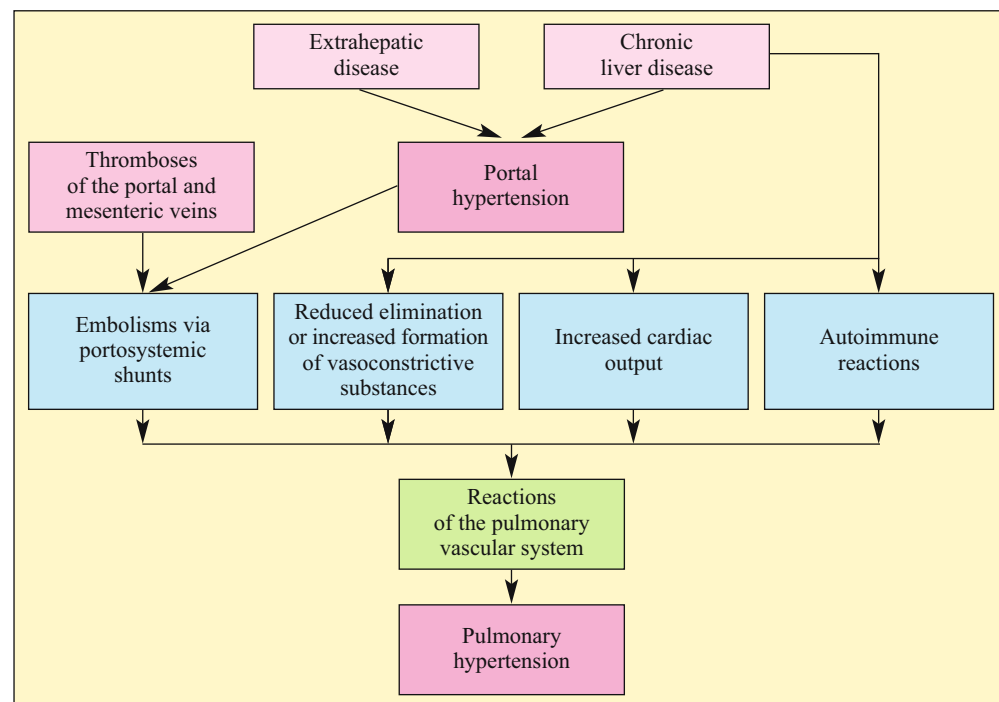 Extrahepatic
disease
Chronic
liver disease
Thromboses
of the portal and
mesenteric veins
Portal
hypertension
Embolisms via
portosystemic
shunts
Reduced elimination
or increased formation
of vasoconstrictive
substances
Increased cardiac
output
Autoimmune
reactions
Reactions
of the pulmonary
vascular system
Pulmonary
hypertension